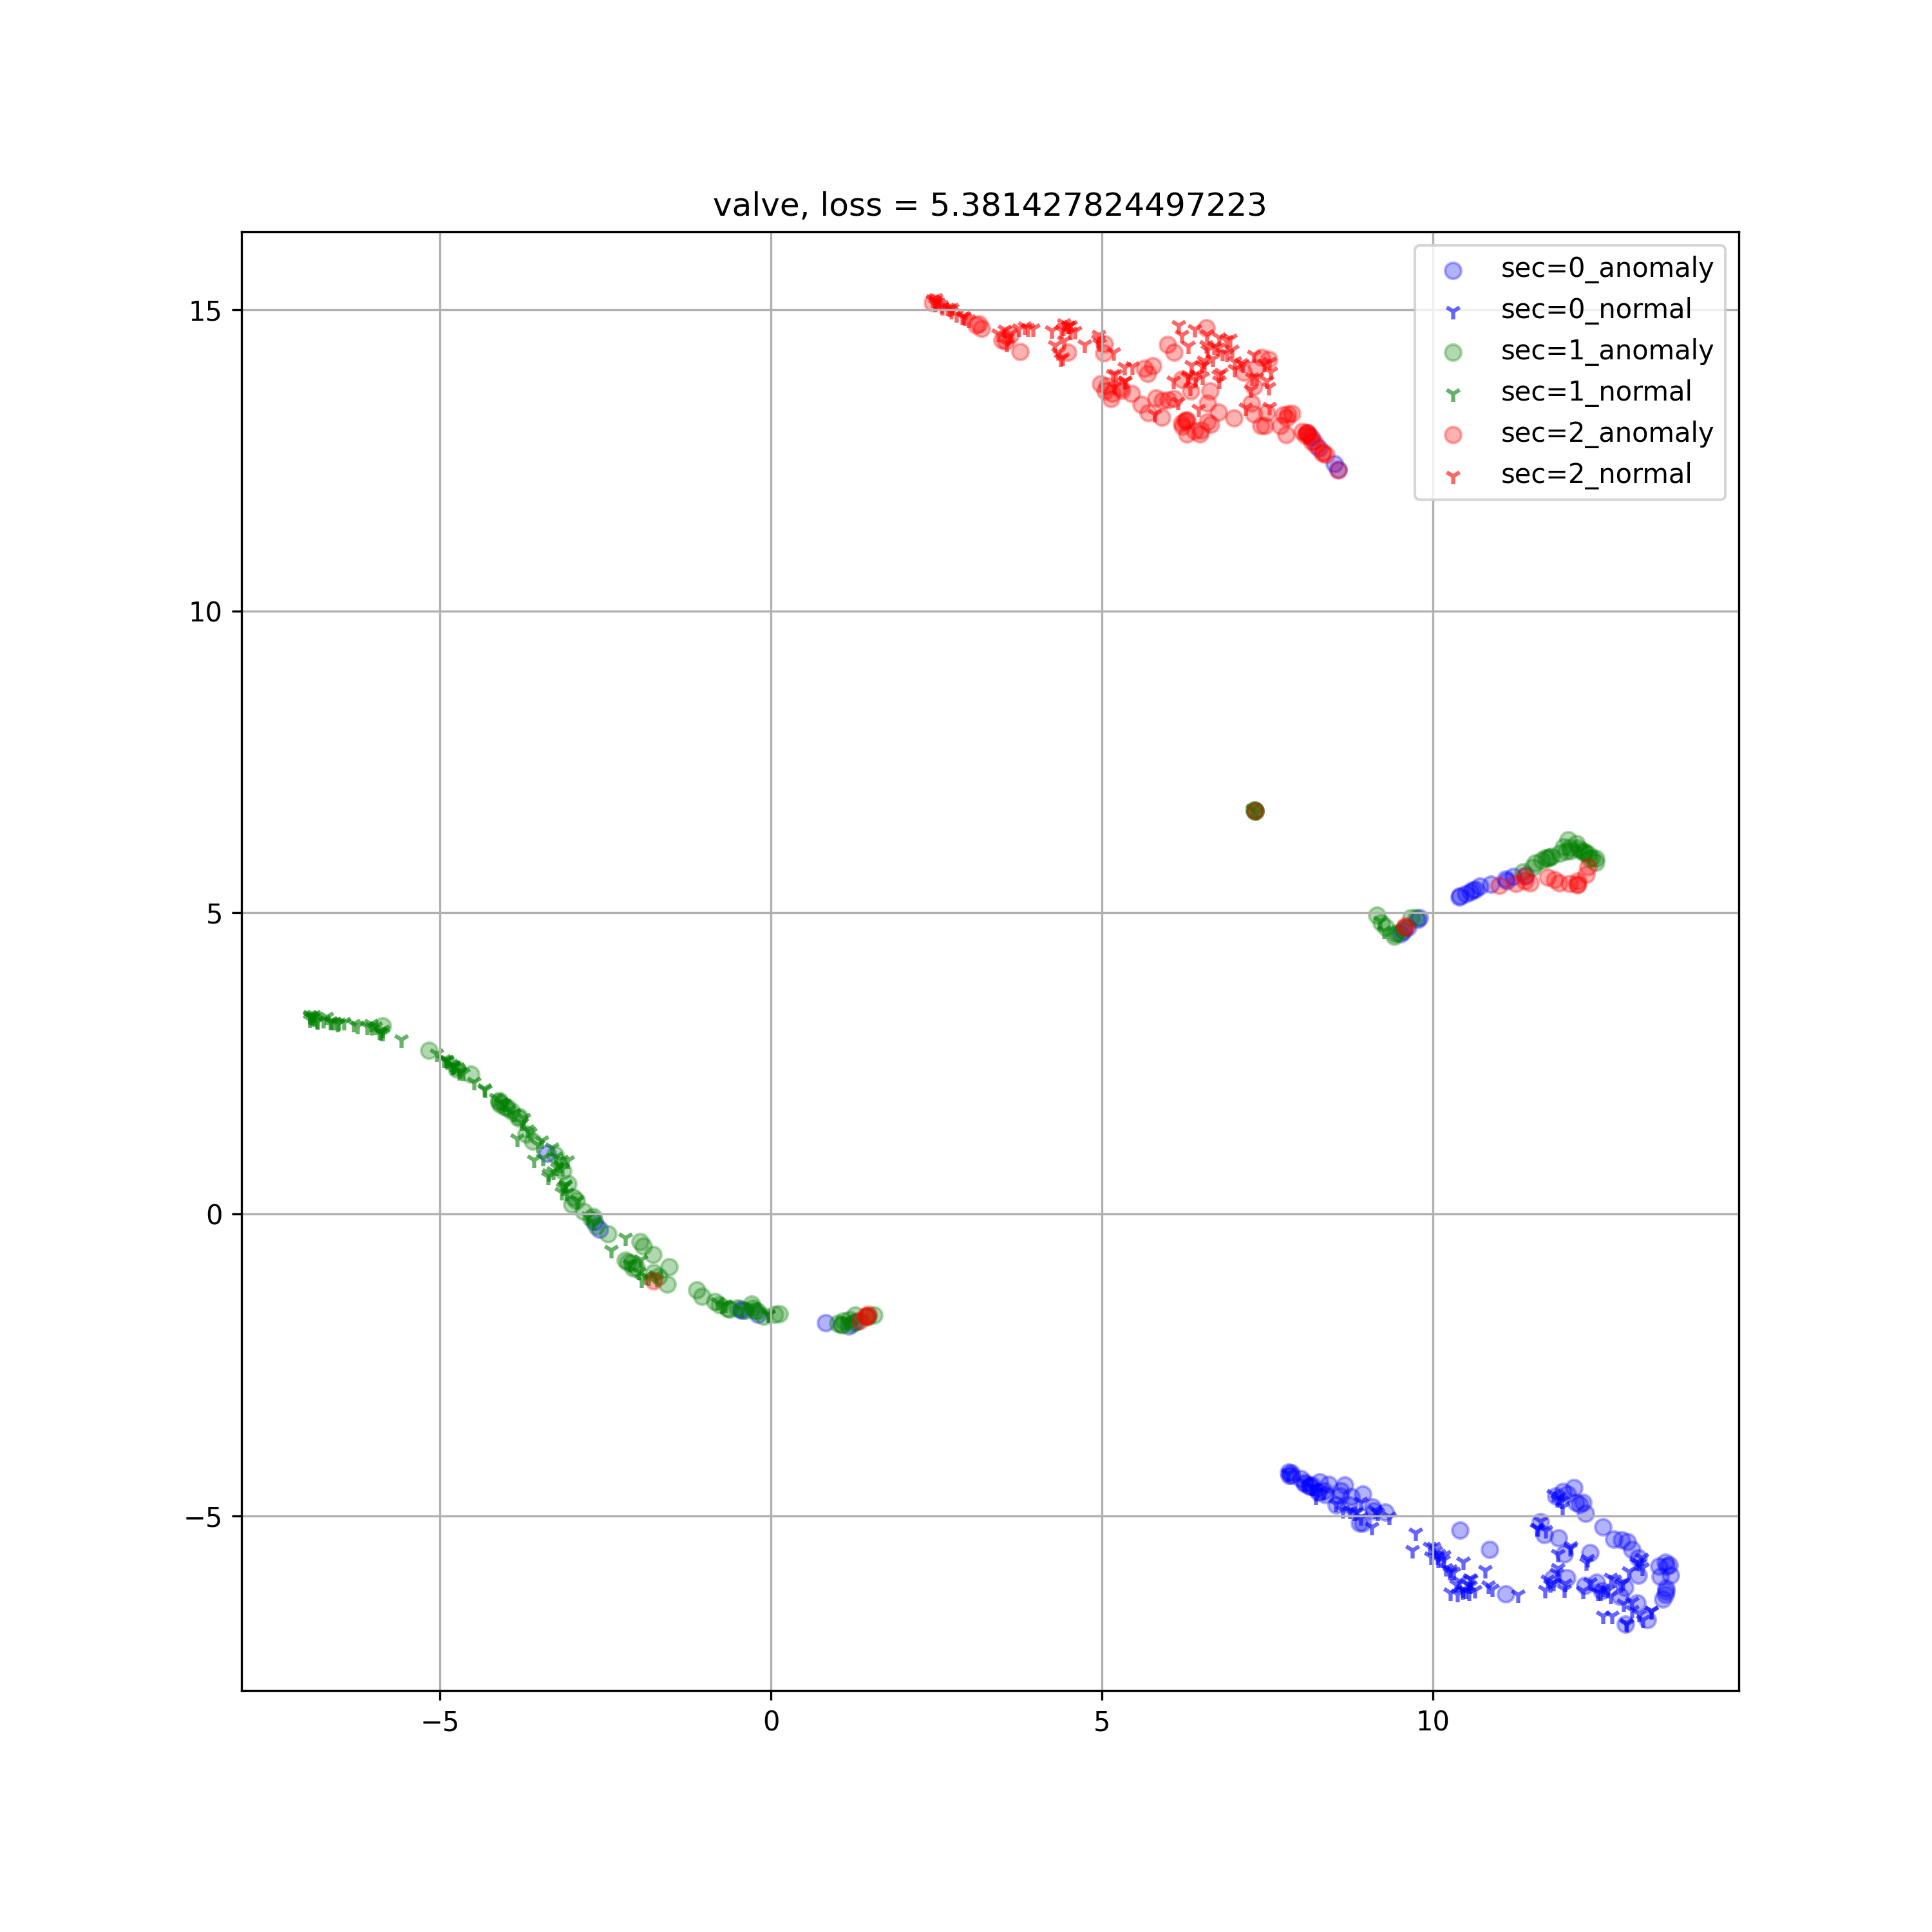 valve, loss = 5.381427824497223
sec=0_anomaly
sec=0_normal
sec=1_anomaly
sec=1_normal
sec=2_anomaly
sec=2_normal
15
10
5
0
−5
−5 0 5 10